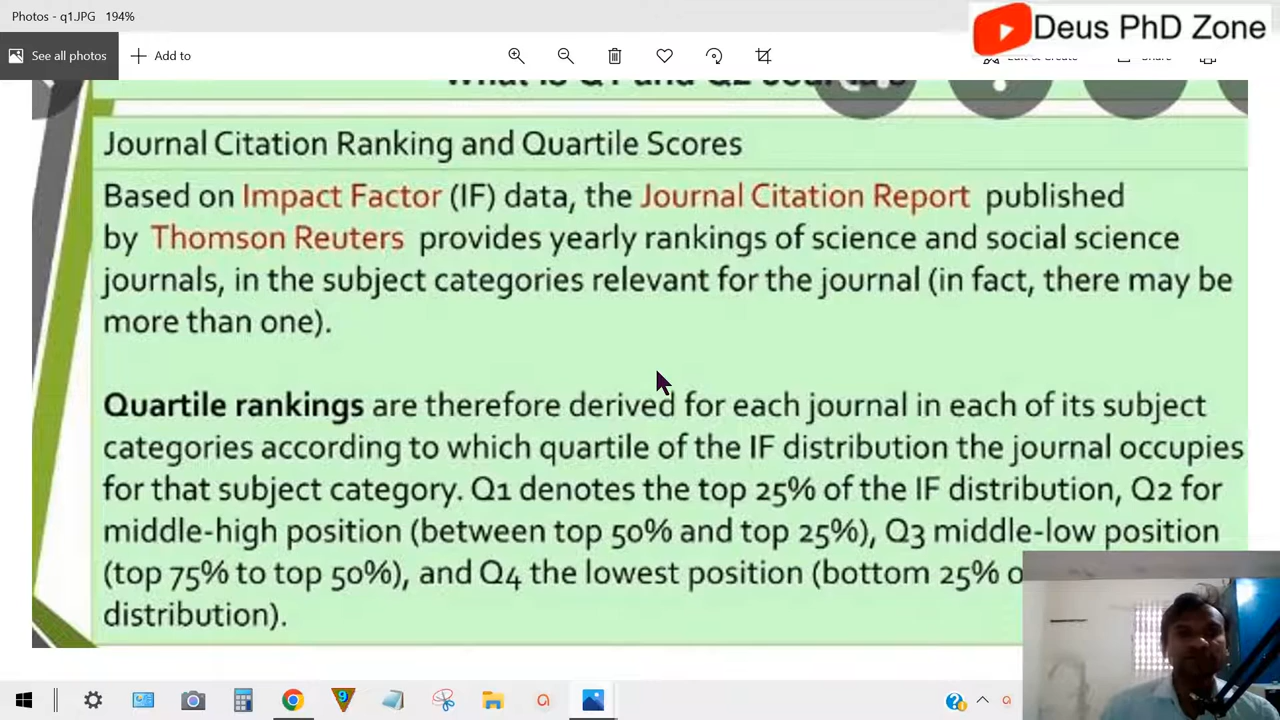 Photos - q1.JPG 194%
Deus PhD Zone
See all photos
Add to
What is Q1 and Q2 Journals
Journal Citation Ranking and Quartile Scores
Based on Impact Factor (IF) data, the Journal Citation Report published
by Thomson Reuters provides yearly rankings of science and social science
journals, in the subject categories relevant for the journal (in fact, there may be
more than one).
Quartile rankings are therefore derived for each journal in each of its subject
categories according to which quartile of the IF distribution the journal occupies
for that subject category. Q1 denotes the top 25% of the IF distribution, Q2 for
middle-high position (between top 50% and top 25%), Q3 middle-low position
(top 75% to top 50%), and Q4 the lowest position (bottom 25% o
distribution).